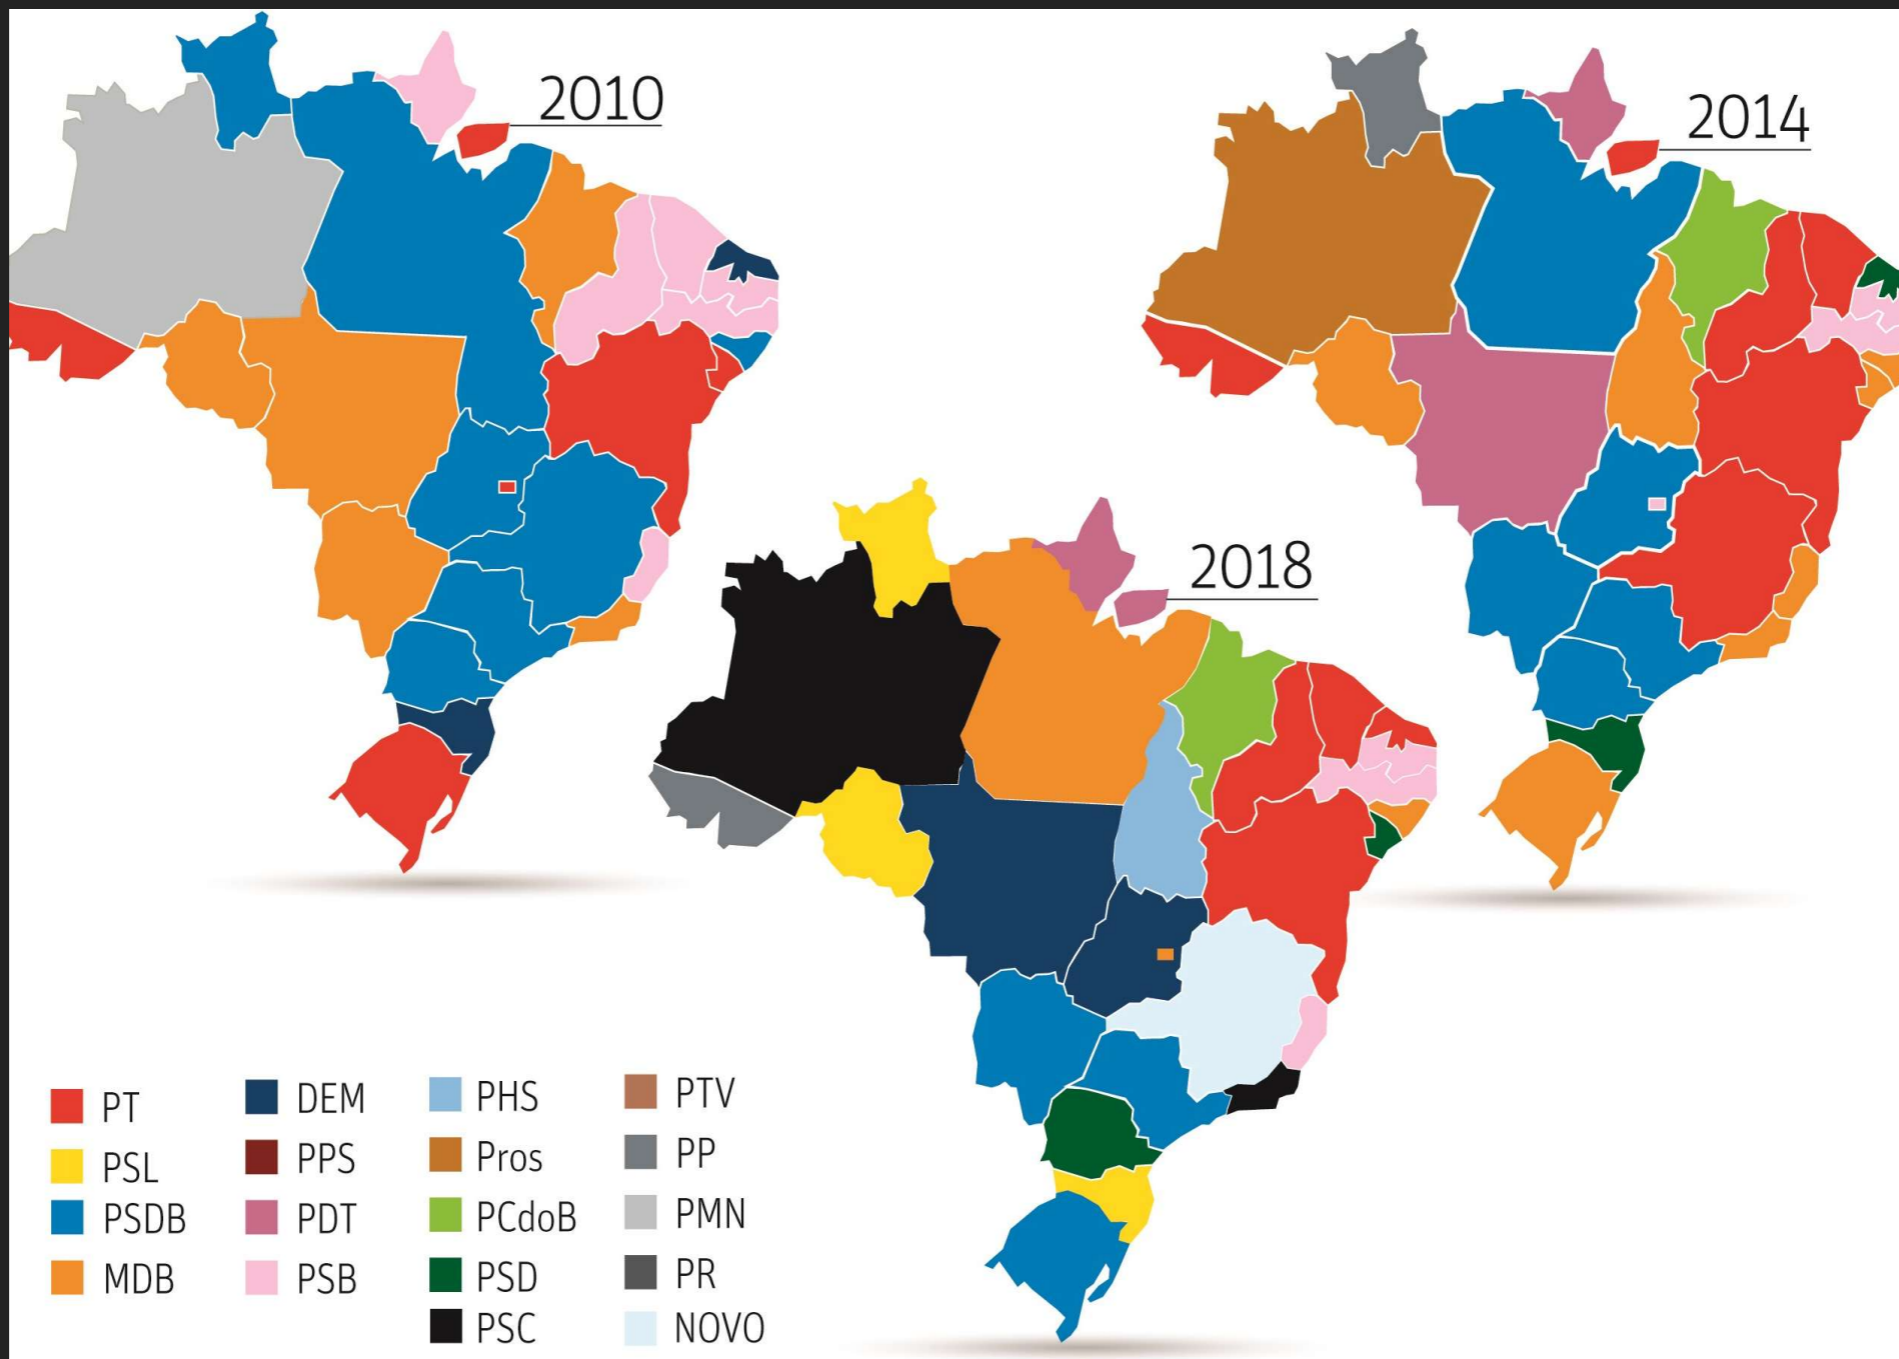 2010
2014
2018
PT
PSL
PSDB
MDB
DEM
PPS
PDT
PSB
PHS
Pros
PCdoB
PSD
PSC
PTV
PP
PMN
PR
NOVO